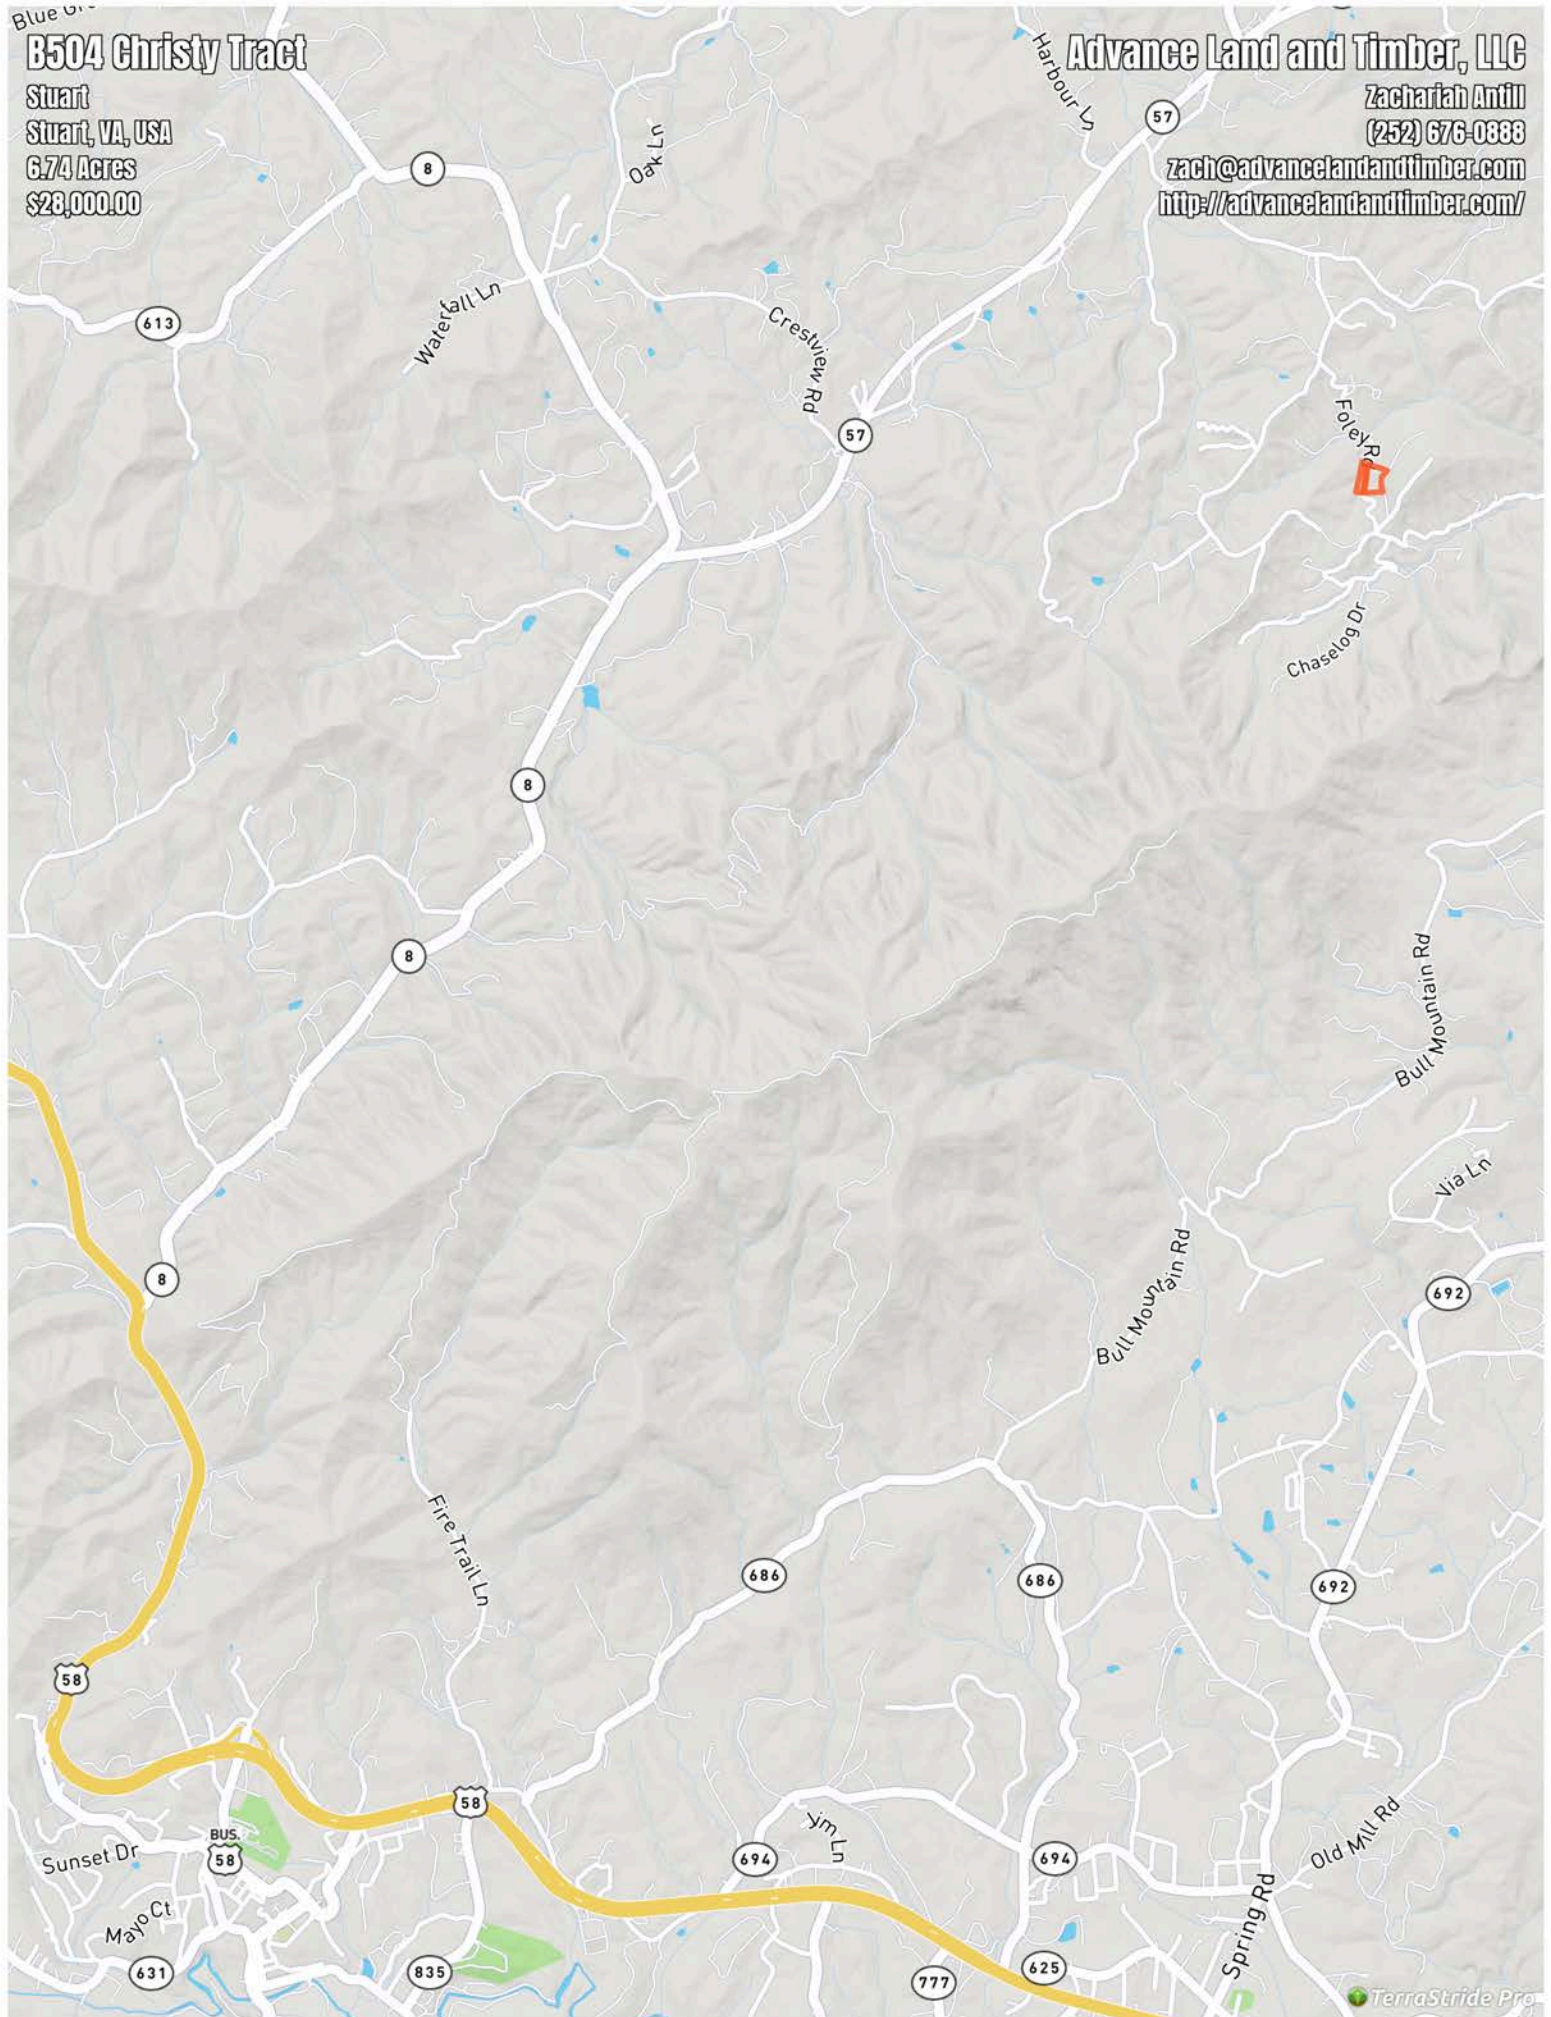 Blue
B504 Christy Tract
Stuart
Stuart, VA, USA
6.74 Acres
$28,000.00
Advance Land and Timber, LLC
Zachariah Antill
(252) 676-0888
zach@advancelandandtimber.com
http://advancelandandtimber.com/
Harbour Ln
57
8
Oak Ln
613
Waterfall Ln
Crestview Rd
57
Foley
Chaselog Dr
8
8
Bull Mountain Rd
Via Ln
8
692
Bull Mountain Rd
Fire Trail Ln
686
686
692
58
58
Sunset Dr
BUS.
58
694
Jim Ln
694
Old Mill Rd
Mayo Ct
Spring Rd
631
835
777
625
TerraStride Pro